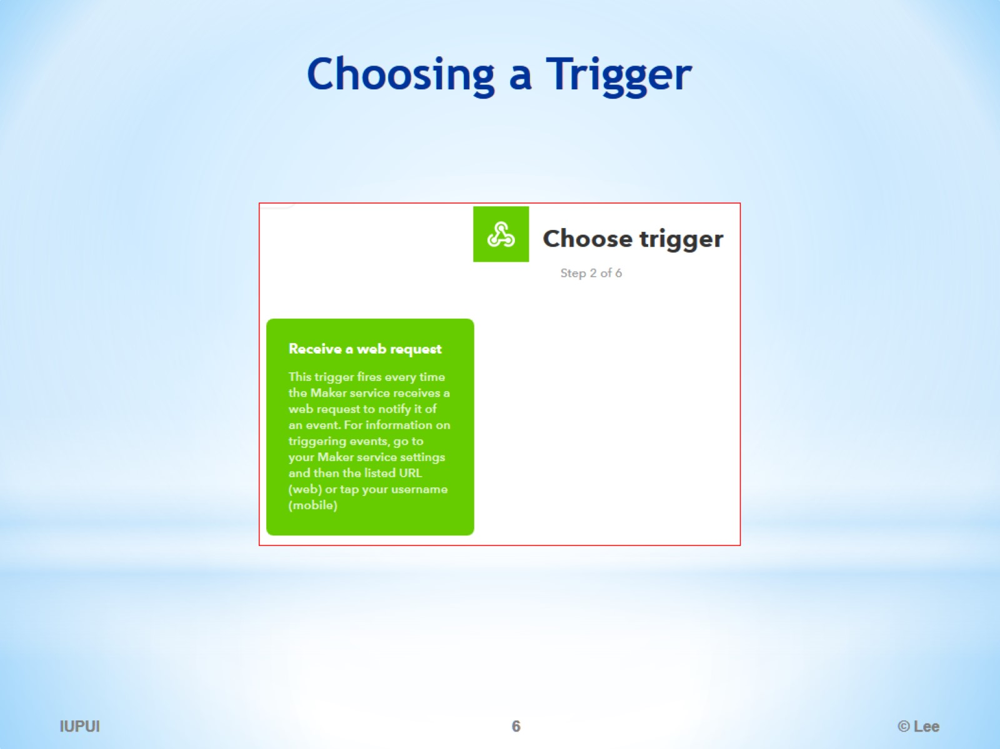 Choosing a Trigger
Choose trigger
Step 2 of 6
Receive a web request
This trigger fires every time
the Maker service receives a
web request to notify it of
an event. For information on
triggering events, go to
your Maker service settings
and then the listed URL
(web) or tap your username
(mobile)
IUPUI
6
© Lee